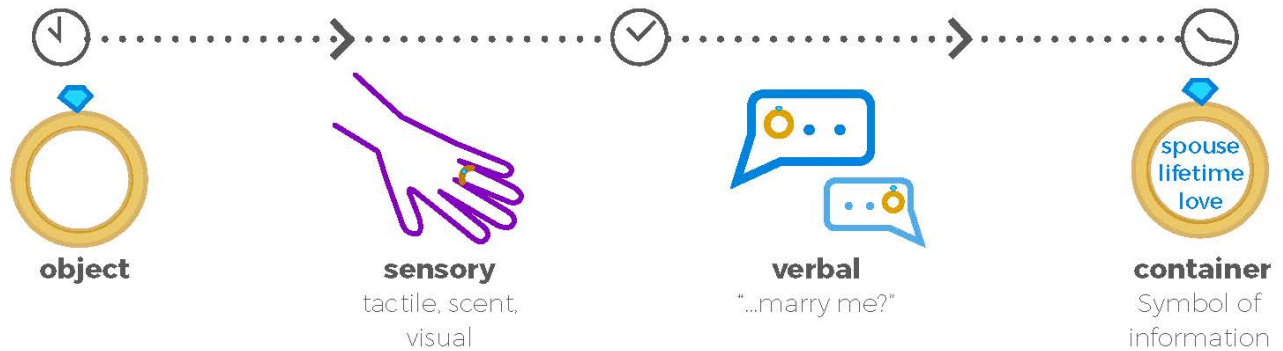 spouse
lifetime
love
object
sensory
verbal
container
tactile, scent,
visual
“...marry me?”
Symbol of
information